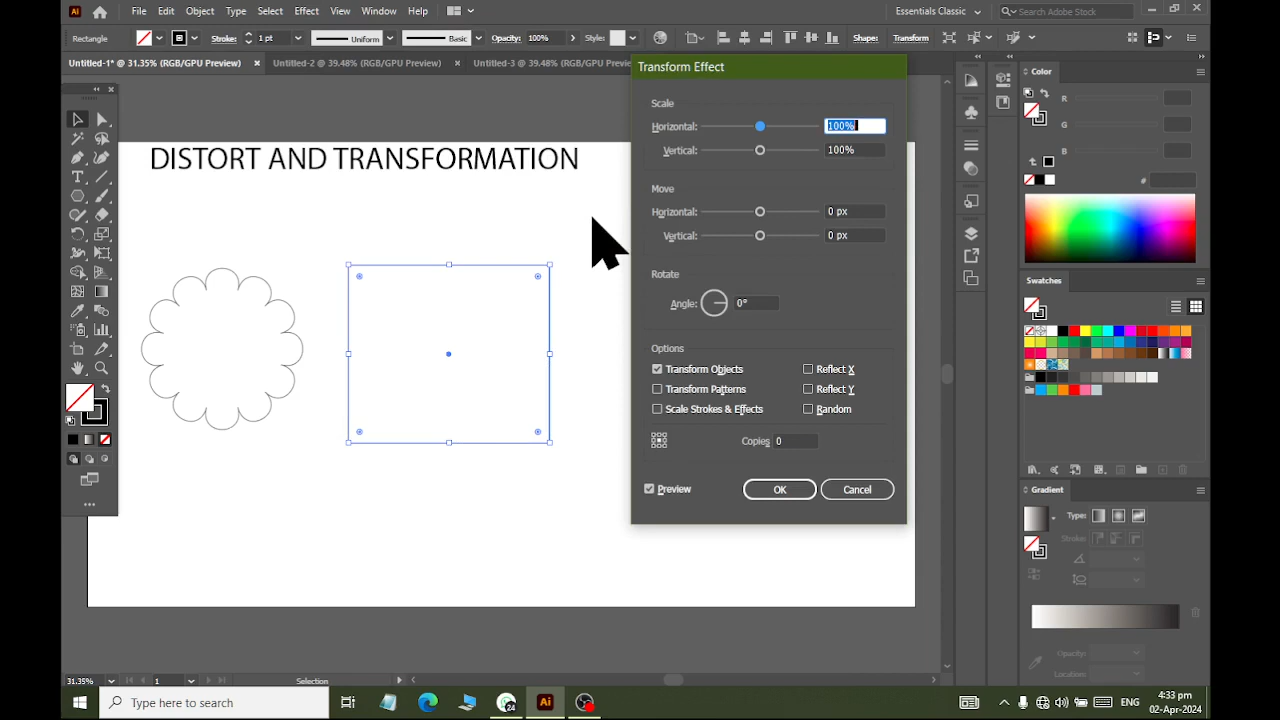 Ai File Edit Object Type Select Effect View Window Help Essentials Classic Search Adobe Stock
Rectangle Stroke: 1 pt Uniform Basic Opacity: 100% Style: Shape: Transform
Untitled-1* @ 31.35% (RGB/GPU Preview) × Untitled-2 @ 39.48% (RGB/GPU Preview) × Untitled-3 @ 39.48% (RGB/GPU Previe
DISTORT AND TRANSFORMATION
Transform Effect
Scale
Horizontal: 100%
Vertical: 100%
Move
Horizontal: 0 px
Vertical: 0 px
Rotate
Angle: 0°
Options
Transform Objects Reflect X
Transform Patterns Reflect Y
Scale Strokes & Effects Random
Copies 0
Preview OK Cancel
Color
R
G
B
#
Swatches
Gradient
Type:
Stroke:
Opacity:
Location:
31.35% 1 Selection
Type here to search
24
Ai
ENG
4:33 pm
02-Apr-2024